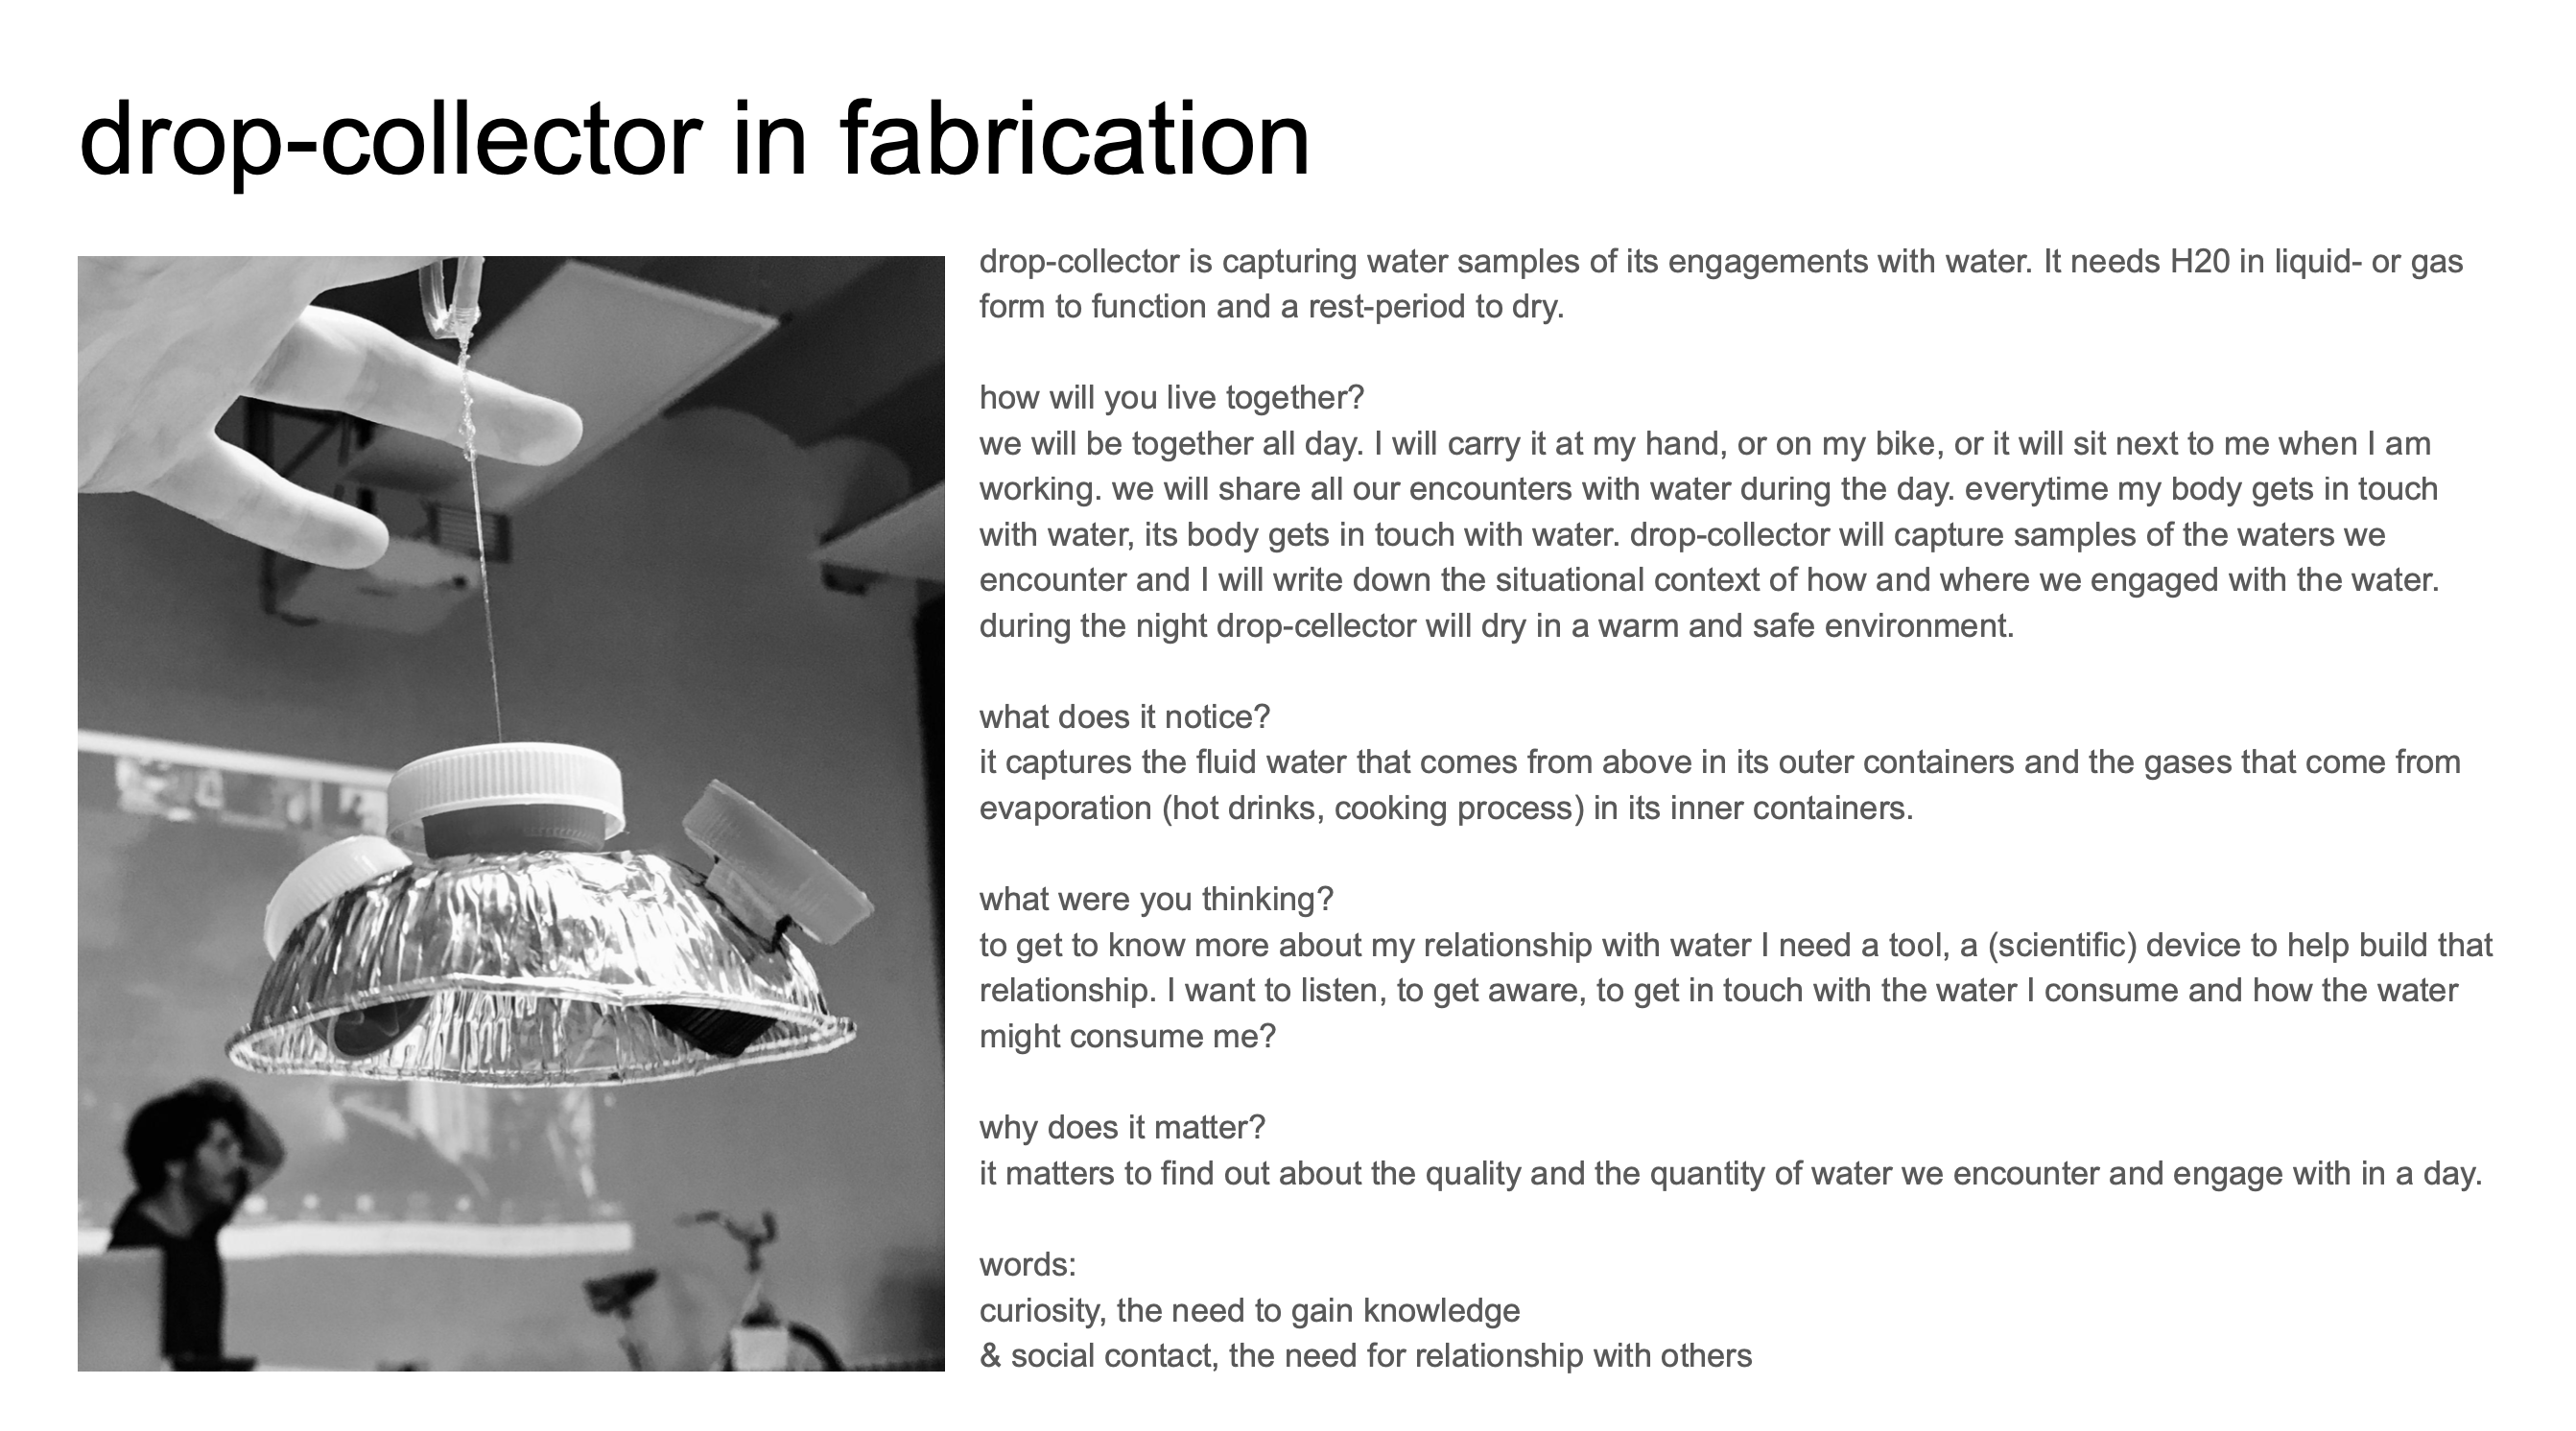 drop-collector in fabrication
drop-collector is capturing water samples of its engagements with water. It needs H20 in liquid- or gas
form to function and a rest-period to dry.
how will you live together?
we will be together all day. I will carry it at my hand, or on my bike, or it will sit next to me when I am
working. we will share all our encounters with water during the day. everytime my body gets in touch
with water, its body gets in touch with water. drop-collector will capture samples of the waters we
encounter and I will write down the situational context of how and where we engaged with the water.
during the night drop-cellector will dry in a warm and safe environment.
what does it notice?
it captures the fluid water that comes from above in its outer containers and the gases that come from
evaporation (hot drinks, cooking process) in its inner containers.
what were you thinking?
to get to know more about my relationship with water I need a tool, a (scientific) device to help build that
relationship. I want to listen, to get aware, to get in touch with the water I consume and how the water
might consume me?
why does it matter?
it matters to find out about the quality and the quantity of water we encounter and engage with in a day.
words:
curiosity, the need to gain knowledge
& social contact, the need for relationship with others